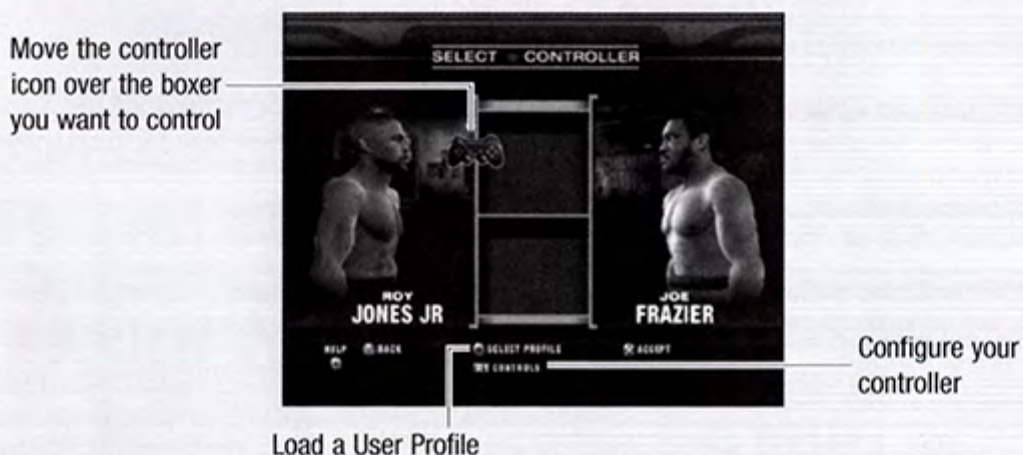 Move the controller
icon over the boxer
you want to control
SELECT CONTROLLER
ROY
JONES JR
JOE
FRAZIER
HELP
BACK
SELECT PROFILE
ACCEPT
CONTROLS
Configure your
controller
Load a User Profile